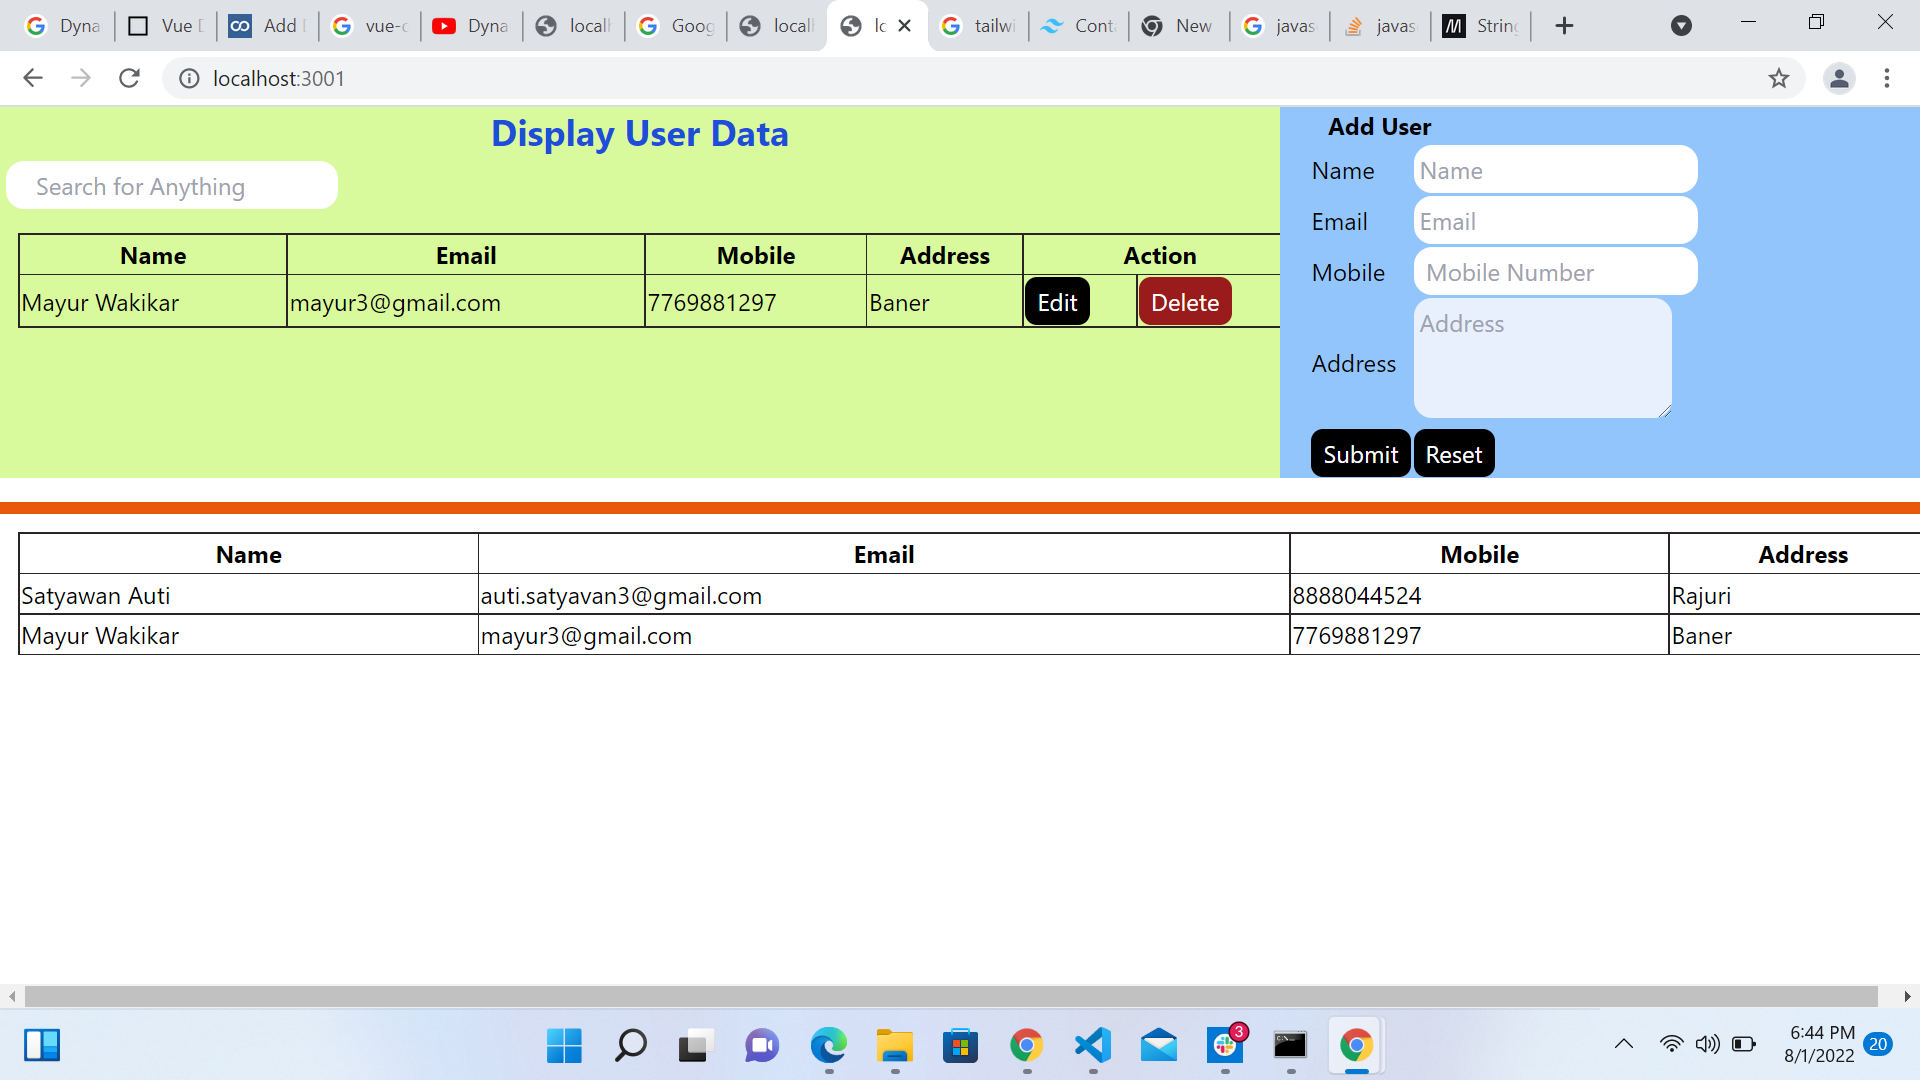 Dyna Vue D Add vue-c Dyna local Goog local lo tailwi Cont New javas javas String
localhost:3001
Display User Data
Search for Anything
Name Email Mobile Address Action
Mayur Wakikar mayur3@gmail.com 7769881297 Baner Edit Delete
Add User
Name Name
Email Email
Mobile Mobile Number
Address Address
Submit Reset
Name Email Mobile Address
Satyawan Auti auti.satyavan3@gmail.com 8888044524 Rajuri
Mayur Wakikar mayur3@gmail.com 7769881297 Baner
3
6:44 PM
8/1/2022 20